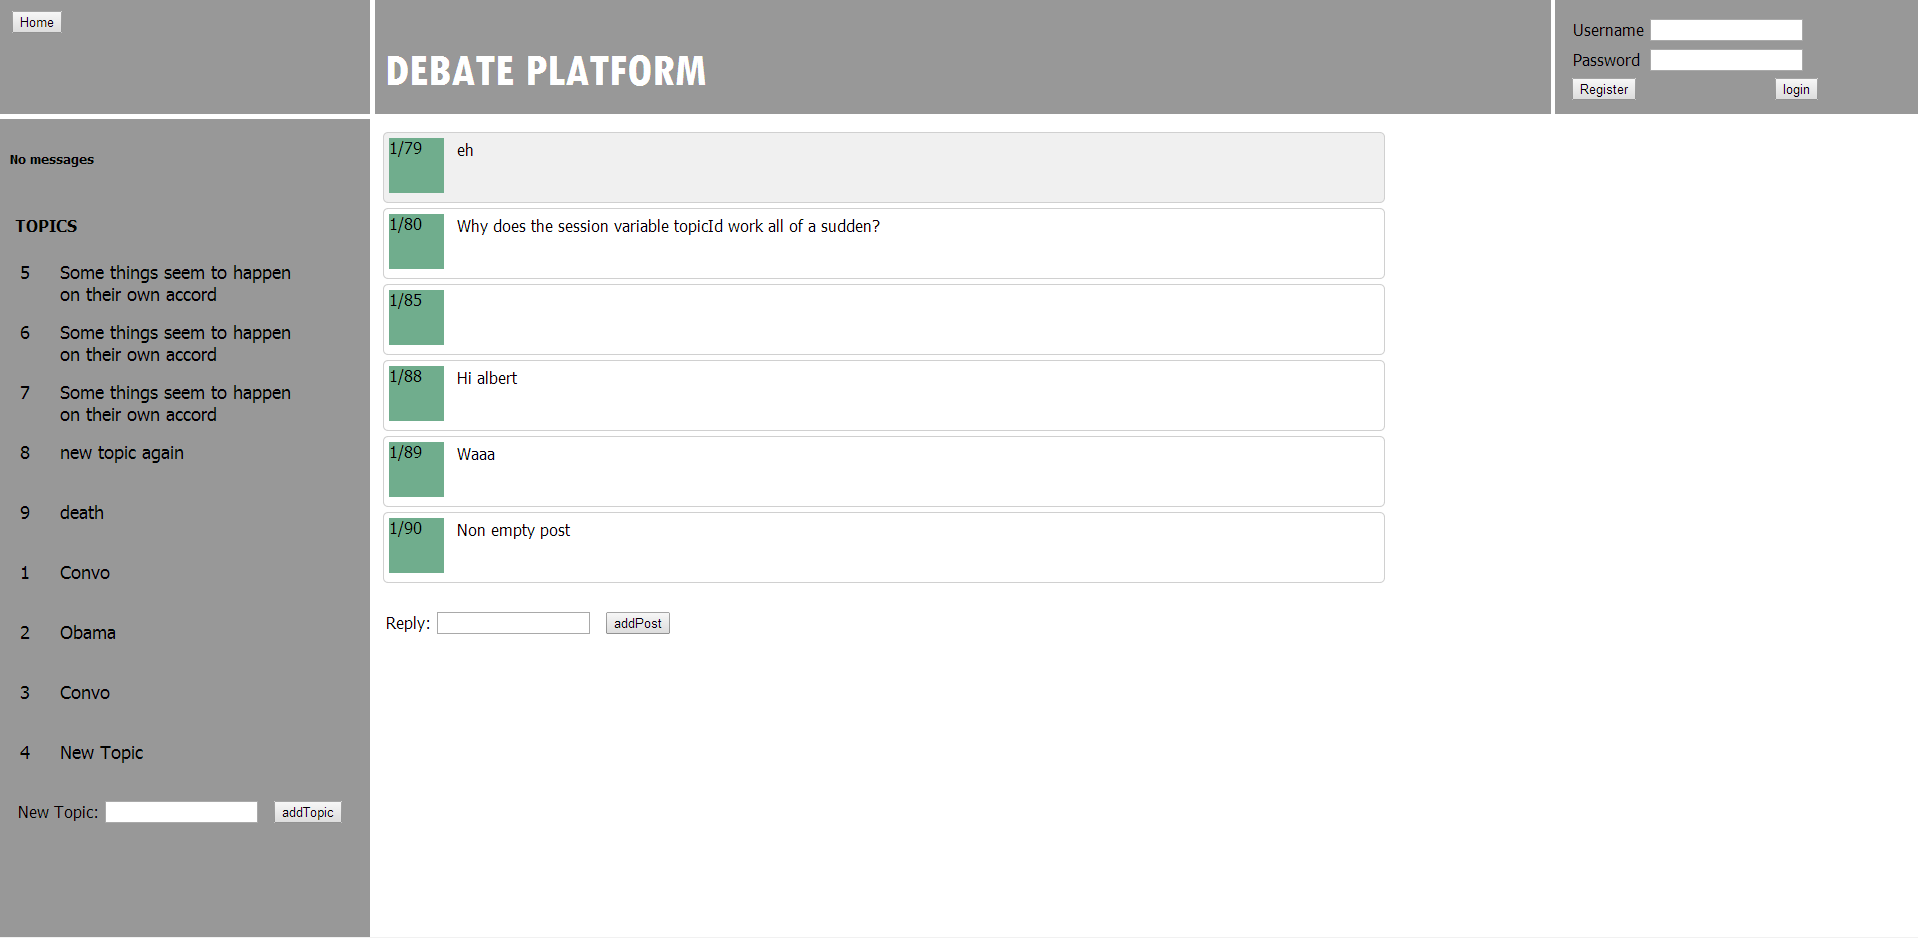 Home
DEBATE PLATFORM
Username
Password
Register login
No messages
TOPICS
5 Some things seem to happen
on their own accord
6 Some things seem to happen
on their own accord
7 Some things seem to happen
on their own accord
8 new topic again
9 death
1 Convo
2 Obama
3 Convo
4 New Topic
New Topic: addTopic
1/79 eh
1/80 Why does the session variable topicId work all of a sudden?
1/85
1/88 Hi albert
1/89 Waaa
1/90 Non empty post
Reply: addPost